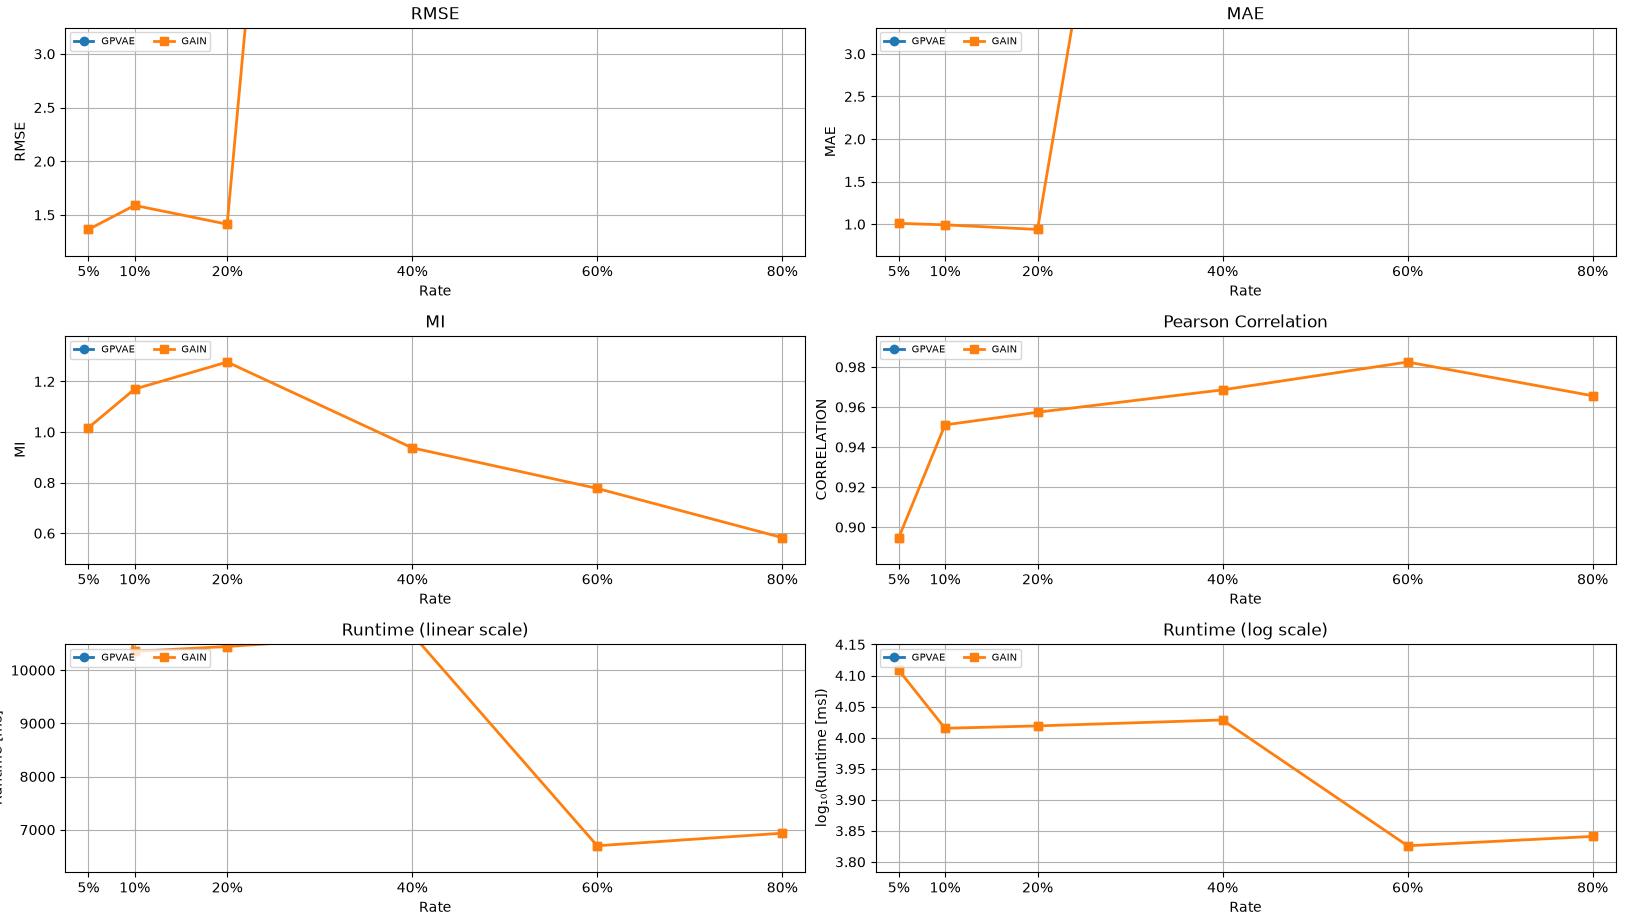 RMSE
GPVAE GAIN
3.0
2.5
2.0
1.5
RMSE
5% 10% 20% 40% 60% 80%
Rate
MAE
GPVAE GAIN
3.0
2.5
2.0
1.5
1.0
MAE
5% 10% 20% 40% 60% 80%
Rate
MI
GPVAE GAIN
1.2
1.0
0.8
0.6
MI
5% 10% 20% 40% 60% 80%
Rate
Pearson Correlation
GPVAE GAIN
0.98
0.96
0.94
0.92
0.90
CORRELATION
5% 10% 20% 40% 60% 80%
Rate
Runtime (linear scale)
GPVAE GAIN
10000
9000
8000
7000
5% 10% 20% 40% 60% 80%
Rate
Runtime (log scale)
GPVAE GAIN
4.15
4.10
4.05
4.00
3.95
3.90
3.85
3.80
log₁₀(Runtime [ms])
5% 10% 20% 40% 60% 80%
Rate